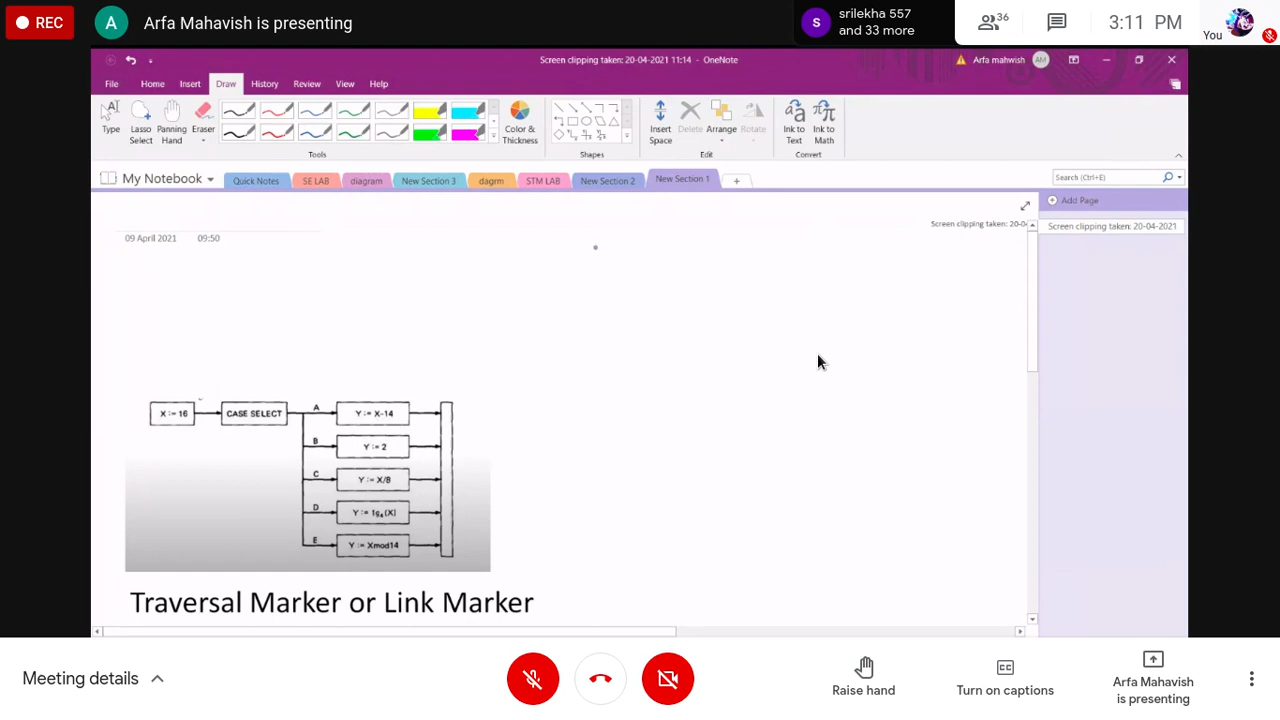 REC
A
Arfa Mahavish is presenting
s
srilekha 557
and 33 more
36
3:11 PM
You
Screen clipping taken: 20-04-2021 11:14 - OneNote
Arfa mahwish
AM
File Home Insert Draw History Review View Help
Type
Lasso Select
Panning Hand
Eraser
Color & Thickness
Insert Space
Delete
Arrange
Rotate
Ink to Text
Ink to Math
Tools
Shapes
Edit
Convert
My Notebook
Quick Notes
SE LAB
diagram
New Section 3
dagrm
STM LAB
New Section 2
New Section 1
+
Search (Ctrl+E)
Add Page
Screen clipping taken: 20-0
Screen clipping taken: 20-04-2021
09 April 2021 09:50
X := 16
CASE SELECT
A
Y := X-14
B
Y := 2
C
Y := X/8
D
E
Y := Xmod14
Traversal Marker or Link Marker
Meeting details
Raise hand
Turn on captions
Arfa Mahavish
is presenting